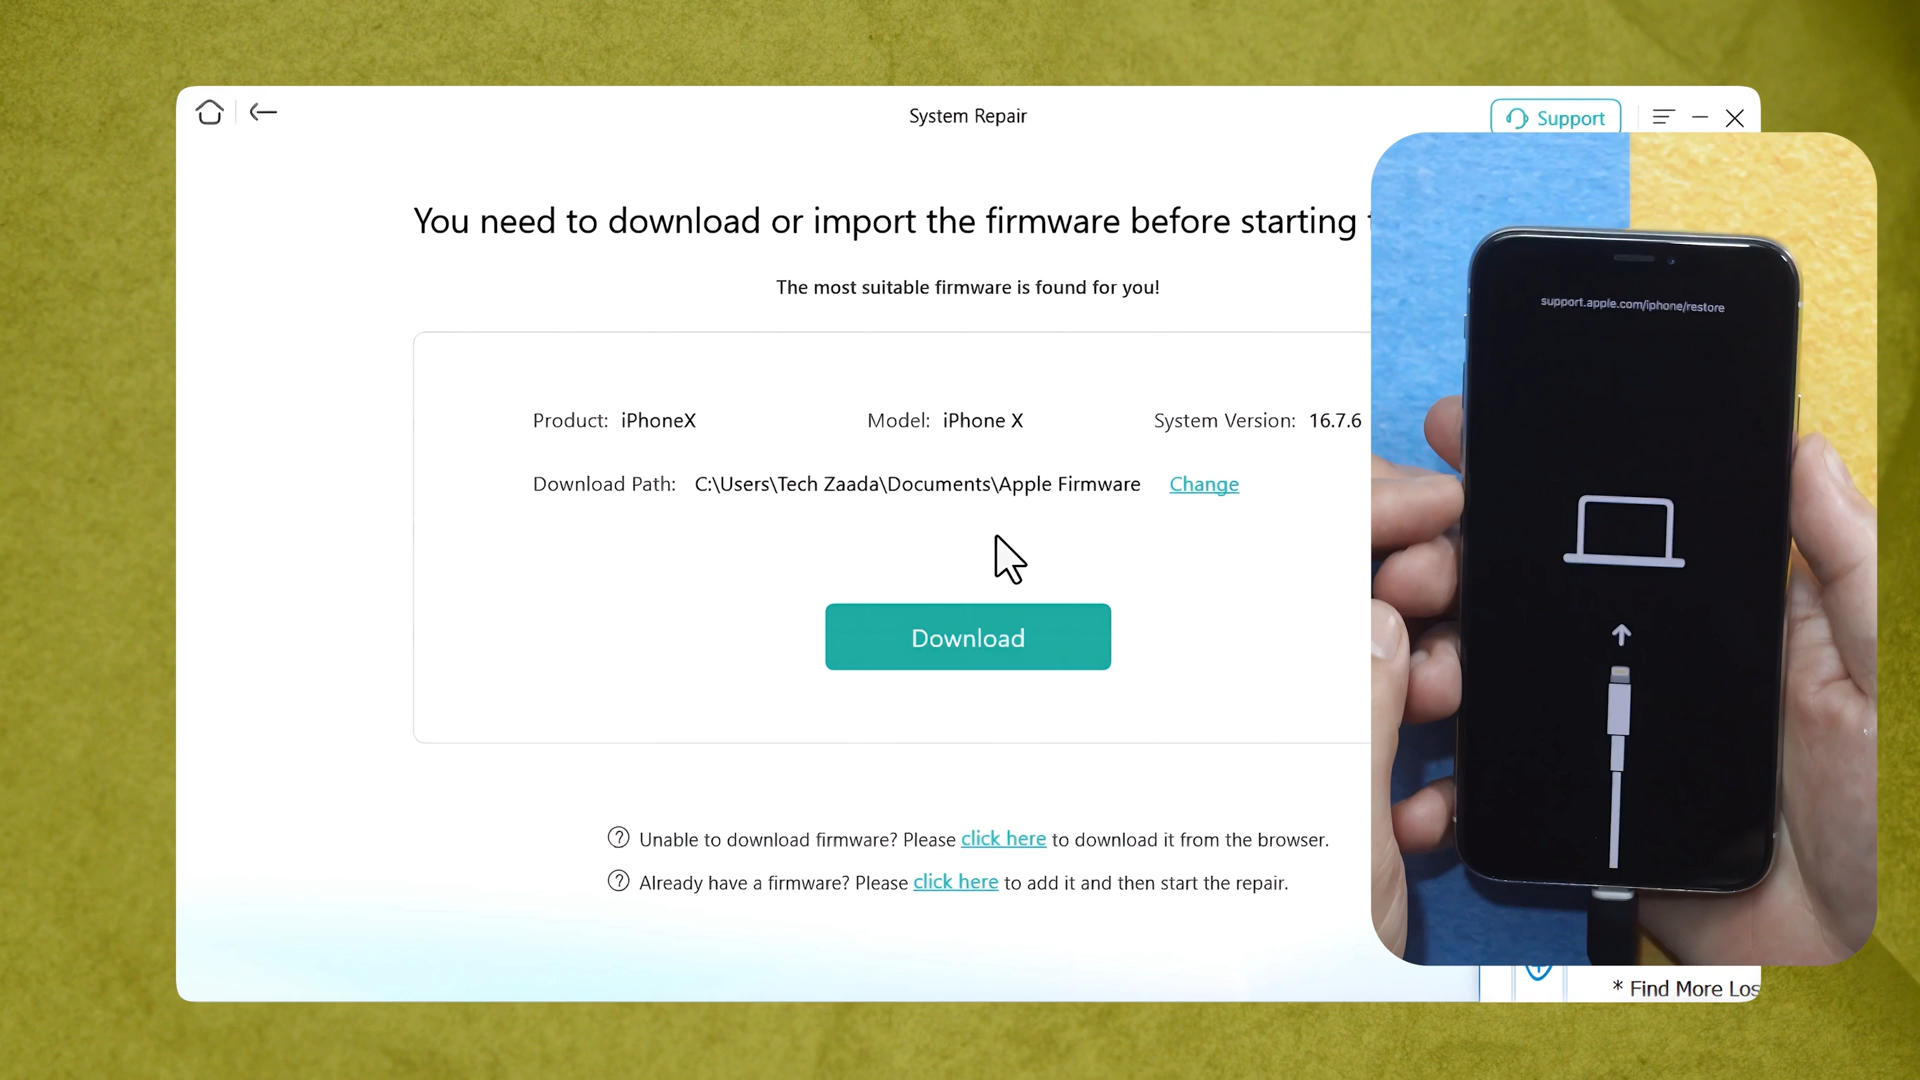 System Repair
Support
You need to download or import the firmware before starting
The most suitable firmware is found for you!
Product: iPhoneX Model: iPhone X System Version: 16.7.6
Download Path: C:\Users\Tech Zaada\Documents\Apple Firmware Change
Download
Unable to download firmware? Please click here to download it from the browser.
Already have a firmware? Please click here to add it and then start the repair.
* Find More Los
support.apple.com/iphone/restore